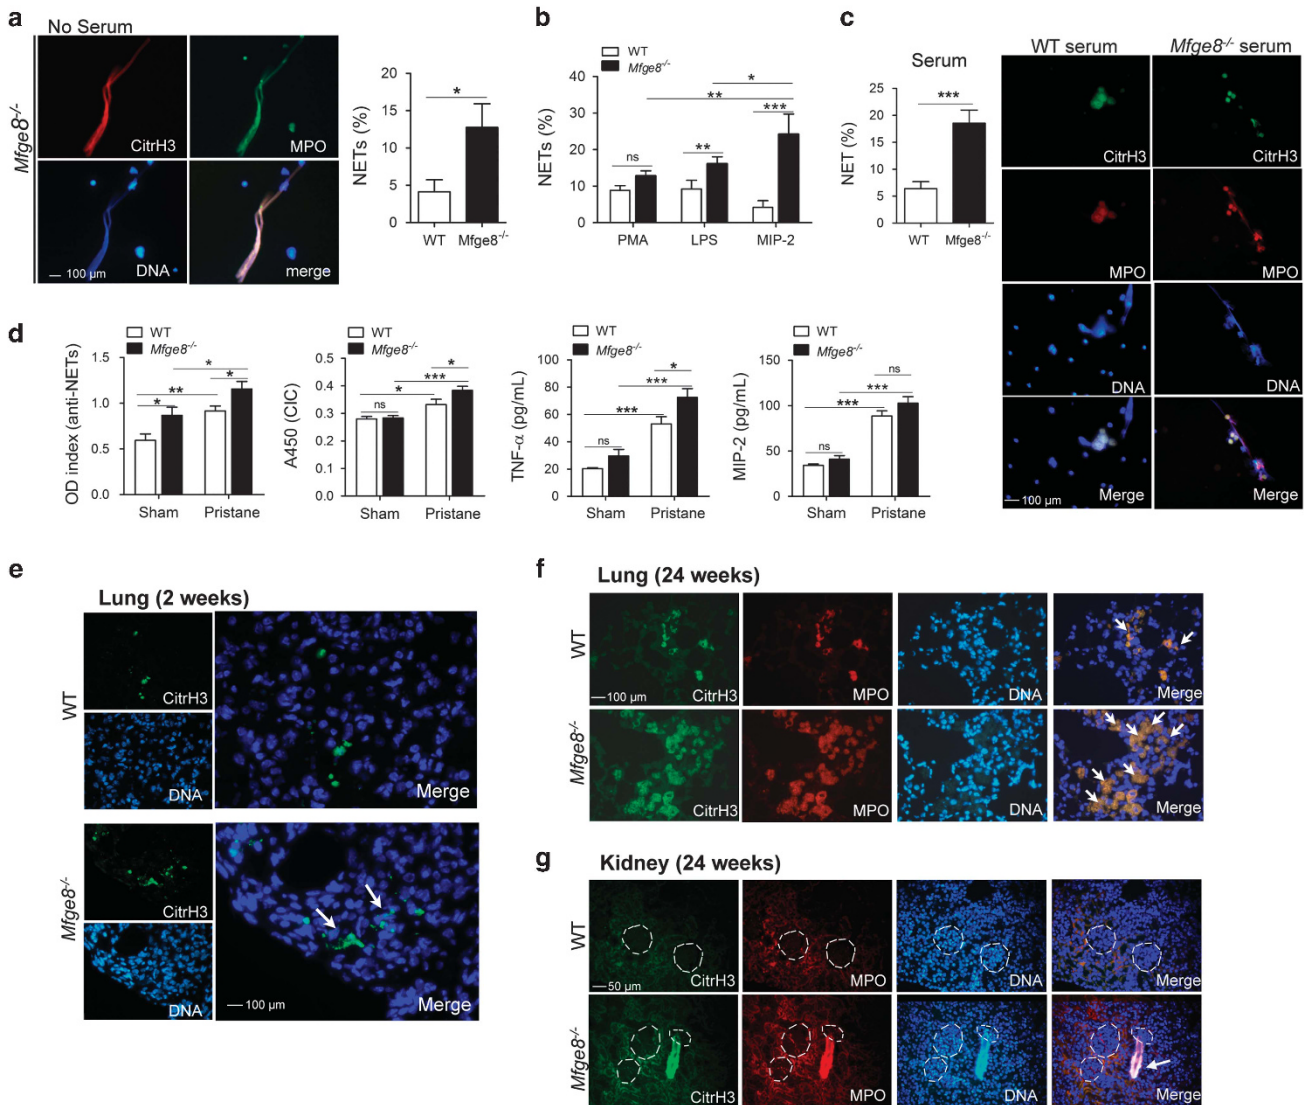 a
No Serum
Mfge8-/-
CitrH3
MPO
DNA
100 µm
merge
NETs (%)
20
15
10
5
0
*
WT
Mfge8-/-
b
WT
Mfge8-/-
NETs (%)
40
30
20
10
0
ns
**
***
**
*
PMA
LPS
MIP-2
c
Serum
NET (%)
25
20
15
10
5
0
***
WT
Mfge8-/-
WT serum
Mfge8-/- serum
CitrH3
CitrH3
MPO
MPO
DNA
DNA
100 µm
Merge
Merge
d
WT
Mfge8-/-
OD index (anti-NETs)
1.5
1.0
0.5
0.0
*
**
*
*
Sham
Pristane
WT
Mfge8-/-
A450 (CIC)
0.5
0.4
0.3
0.2
0.1
0.0
ns
*
***
*
Sham
Pristane
WT
Mfge8-/-
TNF-α (pg/mL)
100
80
60
40
20
0
ns
***
***
*
Sham
Pristane
WT
Mfge8-/-
MIP-2 (pg/mL)
150
100
50
0
ns
***
***
ns
Sham
Pristane
e
Lung (2 weeks)
WT
CitrH3
DNA
Merge
Mfge8-/-
CitrH3
DNA
100 µm
Merge
f
Lung (24 weeks)
WT
100 µm
CitrH3
MPO
DNA
Merge
Mfge8-/-
CitrH3
MPO
DNA
Merge
g
Kidney (24 weeks)
WT
50 µm
CitrH3
MPO
DNA
Merge
Mfge8-/-
CitrH3
MPO
DNA
Merge